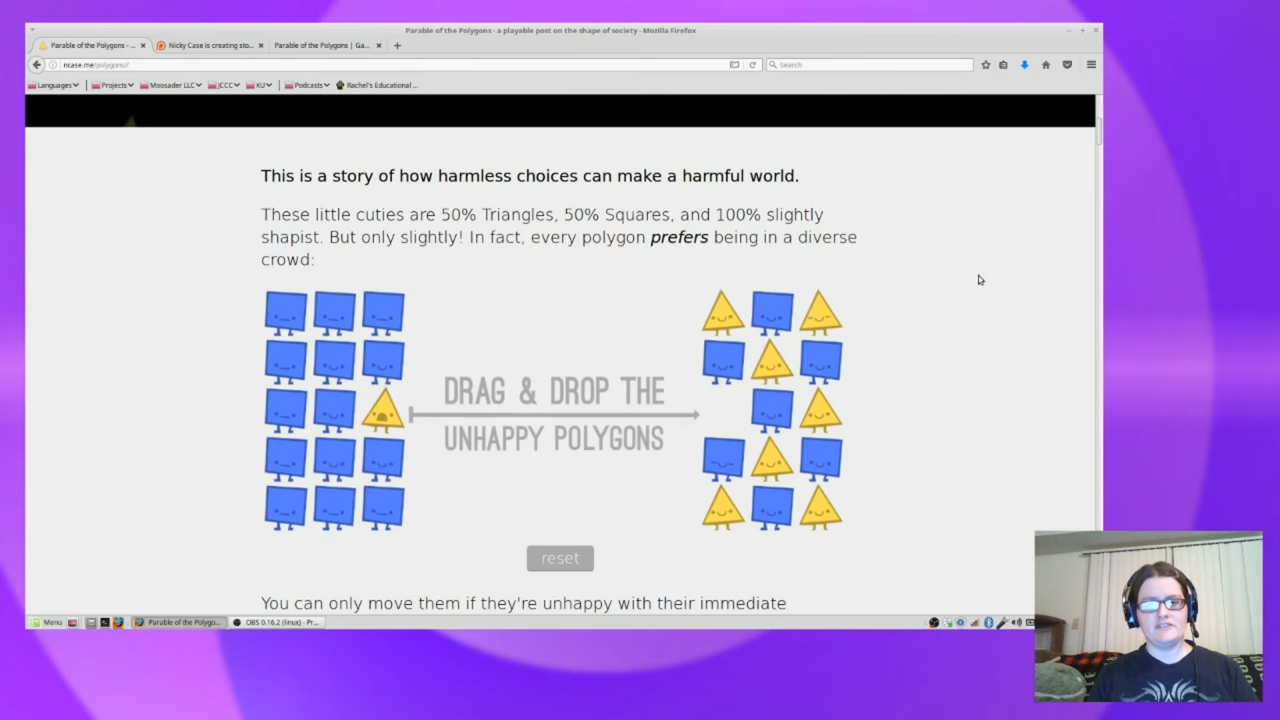 Parable of the Polygons - a playable post on the shape of society - Mozilla Firefox
Parable of the Polygons - ... × Nicky Case is creating sto... × Parable of the Polygons | Ga... × +
ncase.me/polygons/ Search
Languages Projects Moosader LLC JCCC KU Podcasts Rachel's Educational ...
This is a story of how harmless choices can make a harmful world.
These little cuties are 50% Triangles, 50% Squares, and 100% slightly
shapist. But only slightly! In fact, every polygon prefers being in a diverse
crowd:
DRAG & DROP THE
UNHAPPY POLYGONS
reset
You can only move them if they're unhappy with their immediate
Menu Parable of the Polygo... OBS 0.16.2 (linux) - Pr...